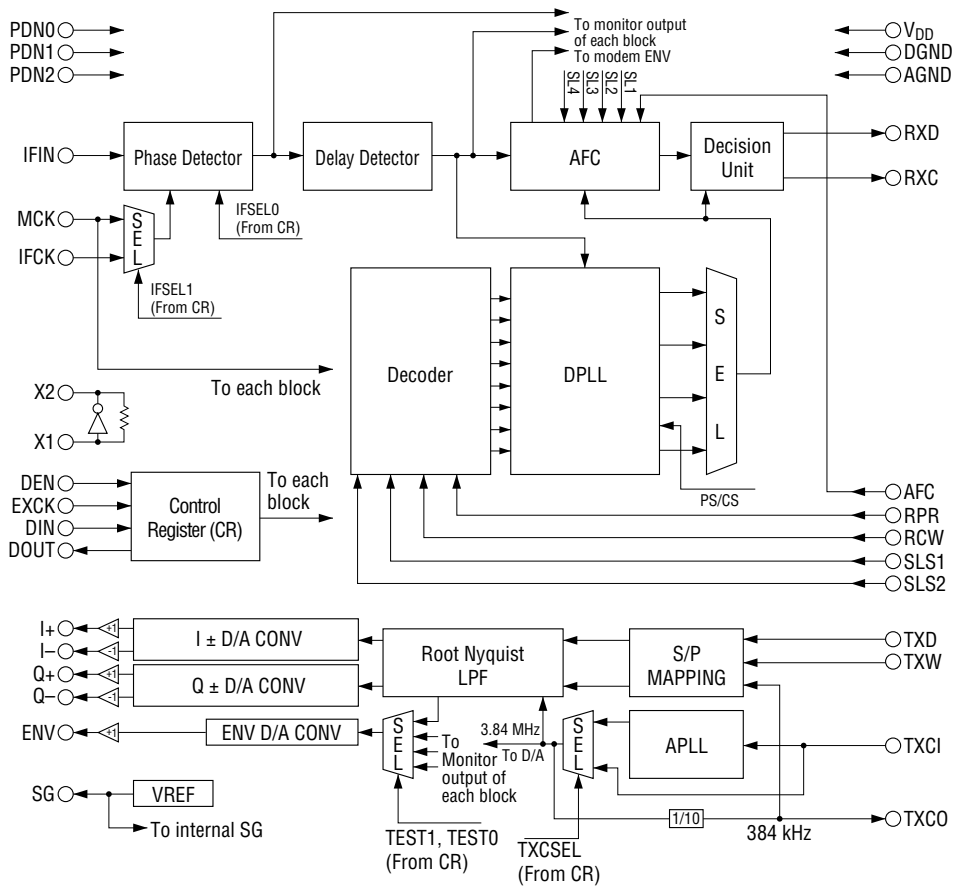 PDN0
PDN1
PDN2
To monitor output
of each block
To modem ENV
VDD
DGND
AGND
SL4
SL3
SL2
SL1
IFIN
Phase Detector
Delay Detector
AFC
Decision
Unit
RXD
RXC
MCK
IFCK
SEL
IFSEL0
(From CR)
IFSEL1
(From CR)
To each block
Decoder
DPLL
S
E
L
PS/CS
X2
X1
DEN
EXCK
DIN
DOUT
Control
Register (CR)
To each
block
AFC
RPR
RCW
SLS1
SLS2
I+
I–
Q+
Q–
+1
-1
+1
-1
I ± D/A CONV
Q ± D/A CONV
Root Nyquist
LPF
S/P
MAPPING
TXD
TXW
ENV
+1
ENV D/A CONV
SEL
To
Monitor
output of
each block
3.84 MHz
To D/A
SEL
APLL
TXCI
SG
VREF
To internal SG
TEST1, TEST0
(From CR)
TXCSEL
(From CR)
1/10
384 kHz
TXCO